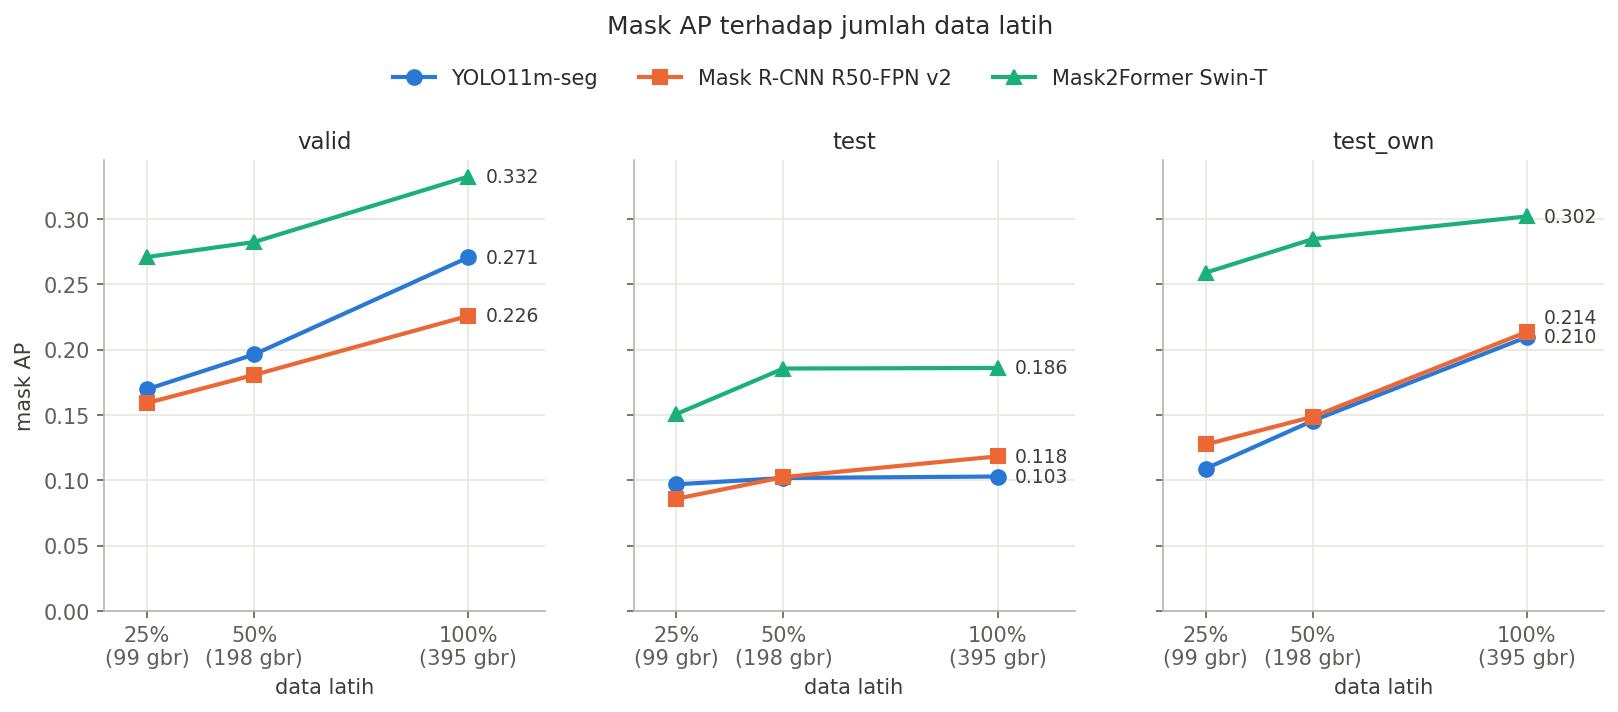 Mask AP terhadap jumlah data latih
YOLO11m-seg
Mask R-CNN R50-FPN v2
Mask2Former Swin-T
valid
test
test_own
mask AP
0.30
0.25
0.20
0.15
0.10
0.05
0.00
0.332
0.271
0.226
0.186
0.118
0.103
0.302
0.214
0.210
25%
(99 gbr)
50%
(198 gbr)
100%
(395 gbr)
data latih
25%
(99 gbr)
50%
(198 gbr)
100%
(395 gbr)
data latih
25%
(99 gbr)
50%
(198 gbr)
100%
(395 gbr)
data latih